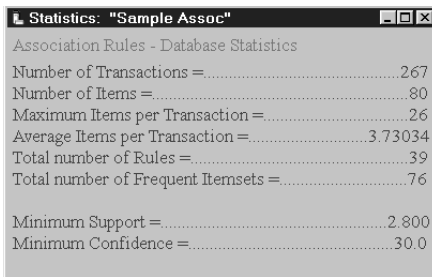 Statistics: "Sample Assoc"
Association Rules - Database Statistics
Number of Transactions =.............................................267
Number of Items =.............................................80
Maximum Items per Transaction =.............................................26
Average Items per Transaction =.............................................3.73034
Total number of Rules =.............................................39
Total number of Frequent Itemsets =.............................................76
Minimum Support =.............................................2.800
Minimum Confidence =.............................................30.0